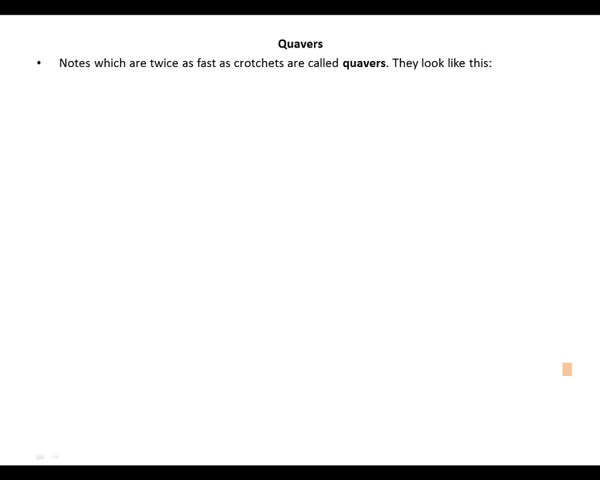 Quavers
• Notes which are twice as fast as crotchets are called quavers. They look like this: